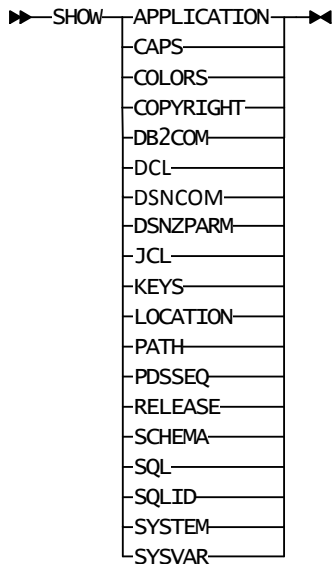 SHOW APPLICATION
CAPS
COLORS
COPYRIGHT
DB2COM
DCL
DSNCOM
DSNZPARM
JCL
KEYS
LOCATION
PATH
PDSSEQ
RELEASE
SCHEMA
SQL
SQLID
SYSTEM
SYSVAR